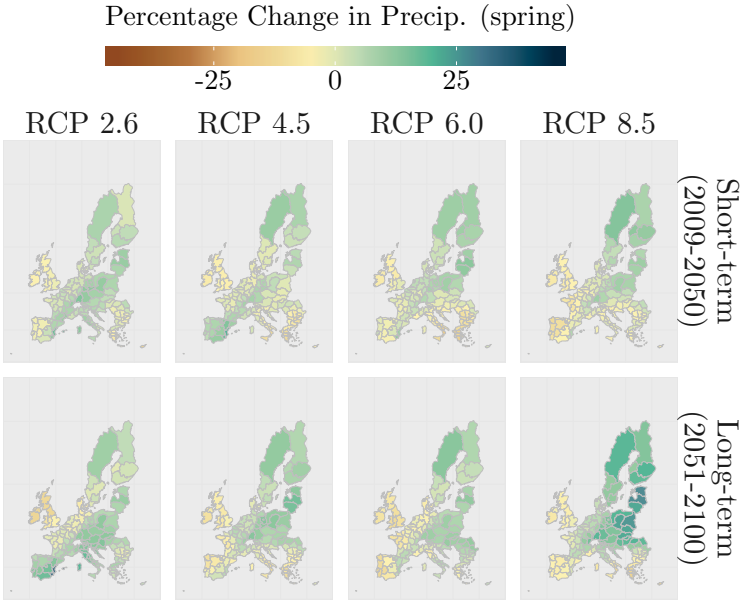 Percentage Change in Precip. (spring)
-25 0 25
RCP 2.6 RCP 4.5 RCP 6.0 RCP 8.5
Short-term
(2009-2050)
Long-term
(2051-2100)